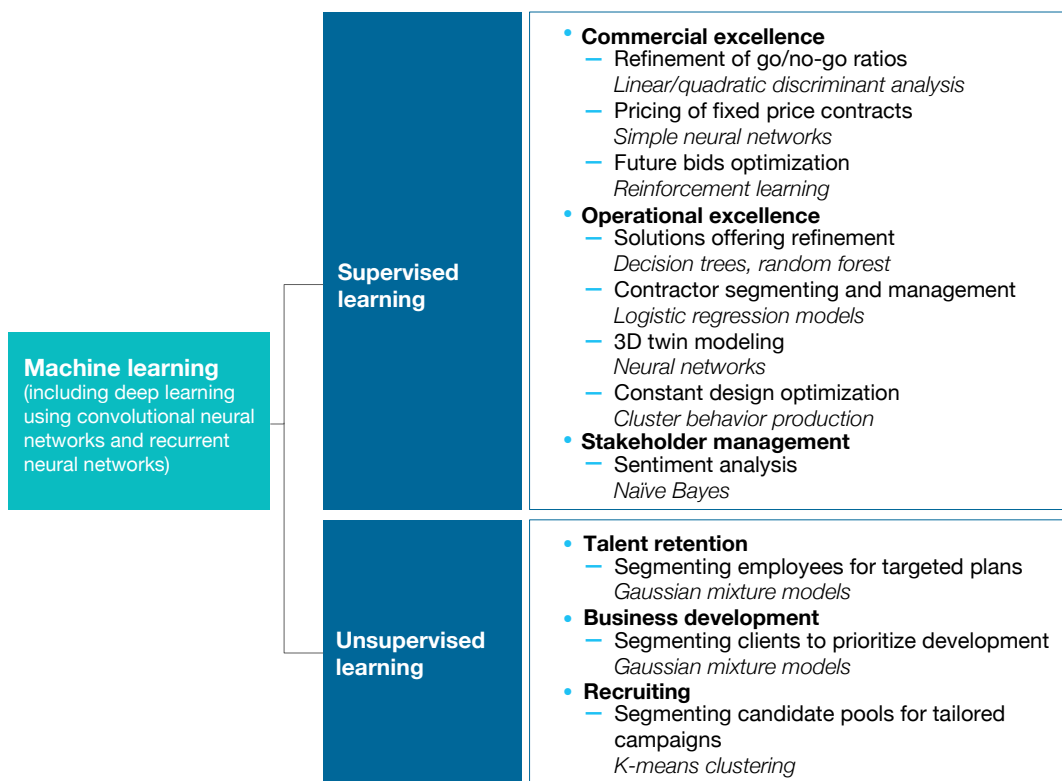 Machine learning
(including deep learning
using convolutional neural
networks and recurrent
neural networks)
Supervised
learning
• Commercial excellence
– Refinement of go/no-go ratios
Linear/quadratic discriminant analysis
– Pricing of fixed price contracts
Simple neural networks
– Future bids optimization
Reinforcement learning
• Operational excellence
– Solutions offering refinement
Decision trees, random forest
– Contractor segmenting and management
Logistic regression models
– 3D twin modeling
Neural networks
– Constant design optimization
Cluster behavior production
• Stakeholder management
– Sentiment analysis
Naïve Bayes
Unsupervised
learning
• Talent retention
– Segmenting employees for targeted plans
Gaussian mixture models
• Business development
– Segmenting clients to prioritize development
Gaussian mixture models
• Recruiting
– Segmenting candidate pools for tailored
campaigns
K-means clustering